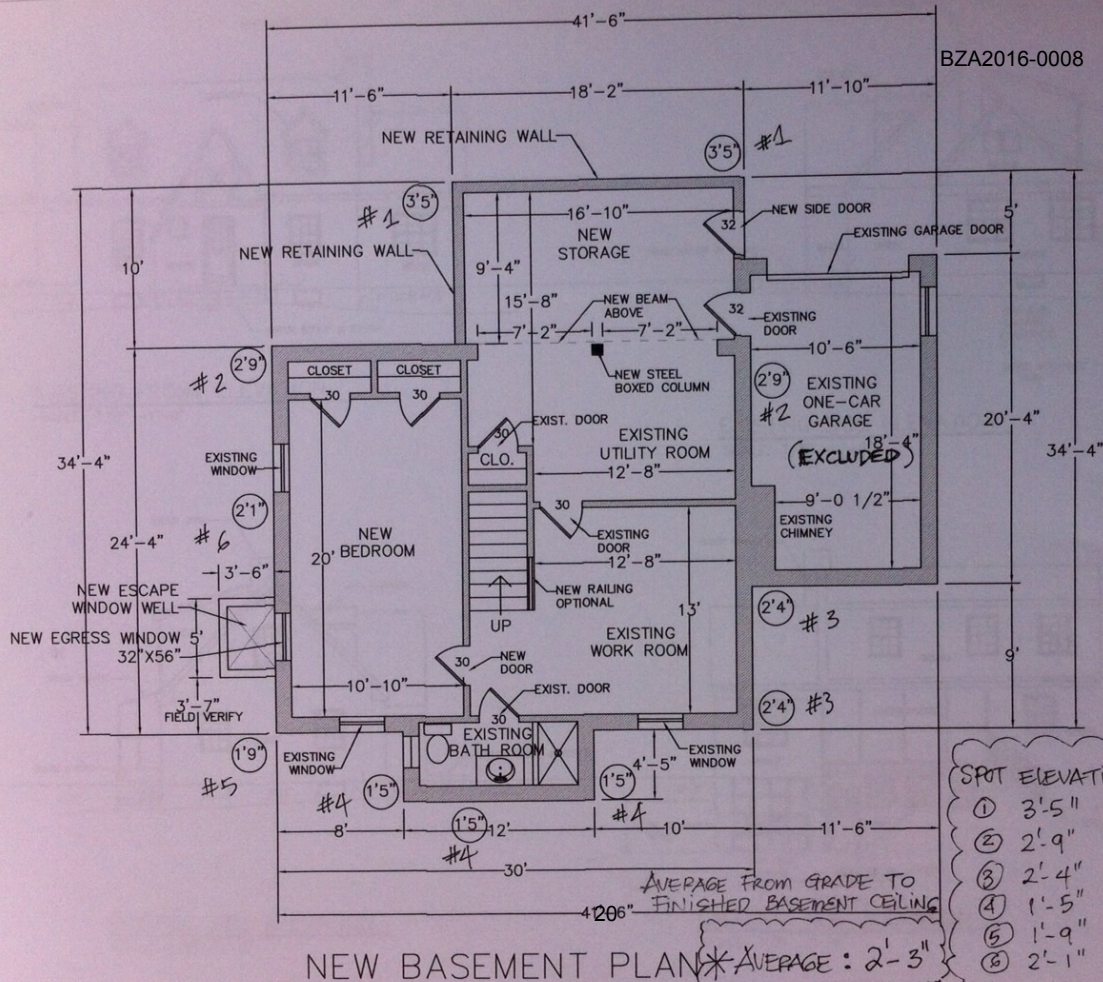 41'-6"
BZA2016-0008
11'-6"
18'-2"
11'-10"
NEW RETAINING WALL
3'5"
#1
3'5"
#1
16'-10"
NEW
STORAGE
32
NEW SIDE DOOR
5'
EXISTING GARAGE DOOR
NEW RETAINING WALL
10'
9'-4"
15'-8"
NEW BEAM
ABOVE
7'-2"
7'-2"
32
EXISTING
DOOR
10'-6"
2'9"
#2
CLOSET
CLOSET
30
30
NEW STEEL
BOXED COLUMN
2'9"
#2
EXISTING
ONE-CAR
GARAGE
(EXCLUDED)
18'-4"
20'-4"
34'-4"
34'-4"
EXIST. DOOR
30
CLO.
EXISTING
UTILITY ROOM
12'-8"
EXISTING
WINDOW
9'-0 1/2"
EXISTING
CHIMNEY
2'1"
#6
24'-4"
NEW
BEDROOM
20'
30
EXISTING
DOOR
12'-8"
3'-6"
NEW ESCAPE
WINDOW WELL
NEW RAILING
OPTIONAL
13'
UP
2'4"
#3
NEW EGRESS WINDOW
32"X56"
5'
EXISTING
WORK ROOM
30
NEW
DOOR
9'
10'-10"
EXIST. DOOR
3'-7"
FIELD VERIFY
30
2'4"
#3
EXISTING
BATH ROOM
1'9"
#5
EXISTING
WINDOW
4'-5"
EXISTING
WINDOW
#4
1'5"
1'5"
#4
8'
1'5"
12'
#4
10'
11'-6"
30'
SPOT ELEVATI
① 3'-5"
② 2'-9"
③ 2'-4"
④ 1'-5"
⑤ 1'-9"
⑥ 2'-1"
AVERAGE FROM GRADE TO
FINISHED BASEMENT CEILING
20
NEW BASEMENT PLAN
* AVERAGE : 2'-3"